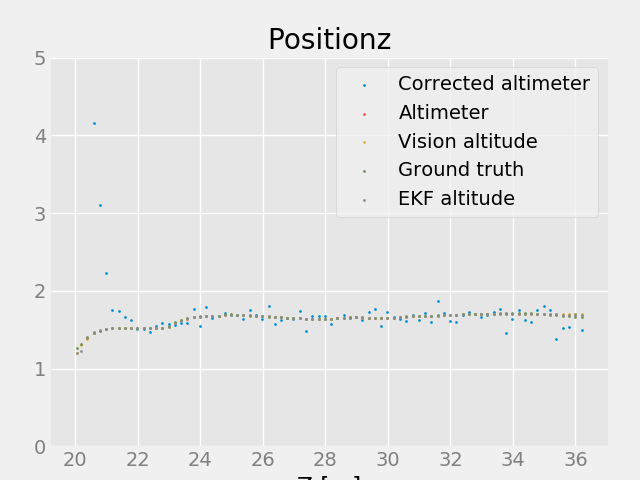 Positionz
5
4
3
2
1
0
Corrected altimeter
Altimeter
Vision altitude
Ground truth
EKF altitude
20 22 24 26 28 30 32 34 36